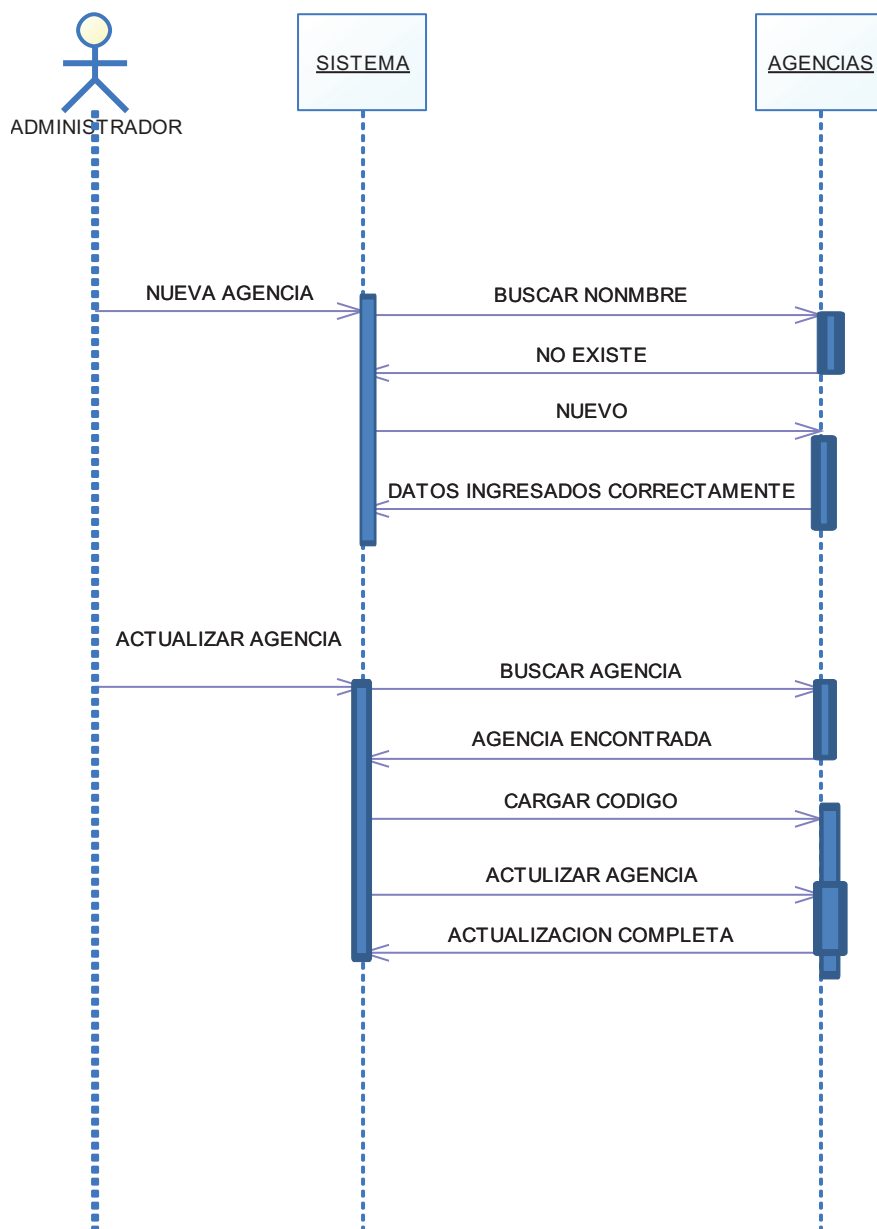 SISTEMA
AGENCIAS
ADMINISTRADOR
NUEVA AGENCIA
BUSCAR NONMBRE
NO EXISTE
NUEVO
DATOS INGRESADOS CORRECTAMENTE
ACTUALIZAR AGENCIA
BUSCAR AGENCIA
AGENCIA ENCONTRADA
CARGAR CODIGO
ACTULIZAR AGENCIA
ACTUALIZACION COMPLETA